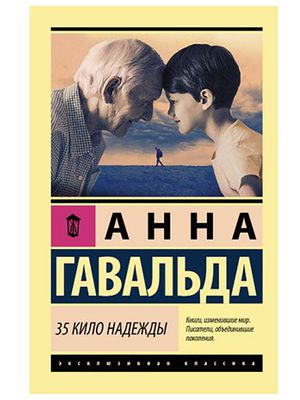 АННА
ГАВАЛЬДА
35 КИЛО НАДЕЖДЫ
Книги, изменившие мир.
Писатели, объединившие
поколения.
ЭКСКЛЮЗИВНАЯ КЛАССИКА